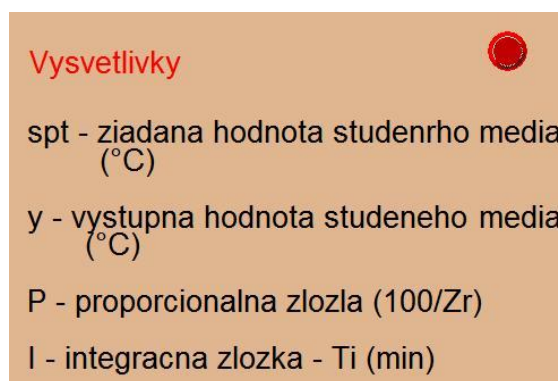 Vysvetlivky
spt - ziadana hodnota studenrho media
(°C)
y - vystupna hodnota studeneho media
(°C)
P - proporcionalna zlozla (100/Zr)
I - integracna zlozka - Ti (min)